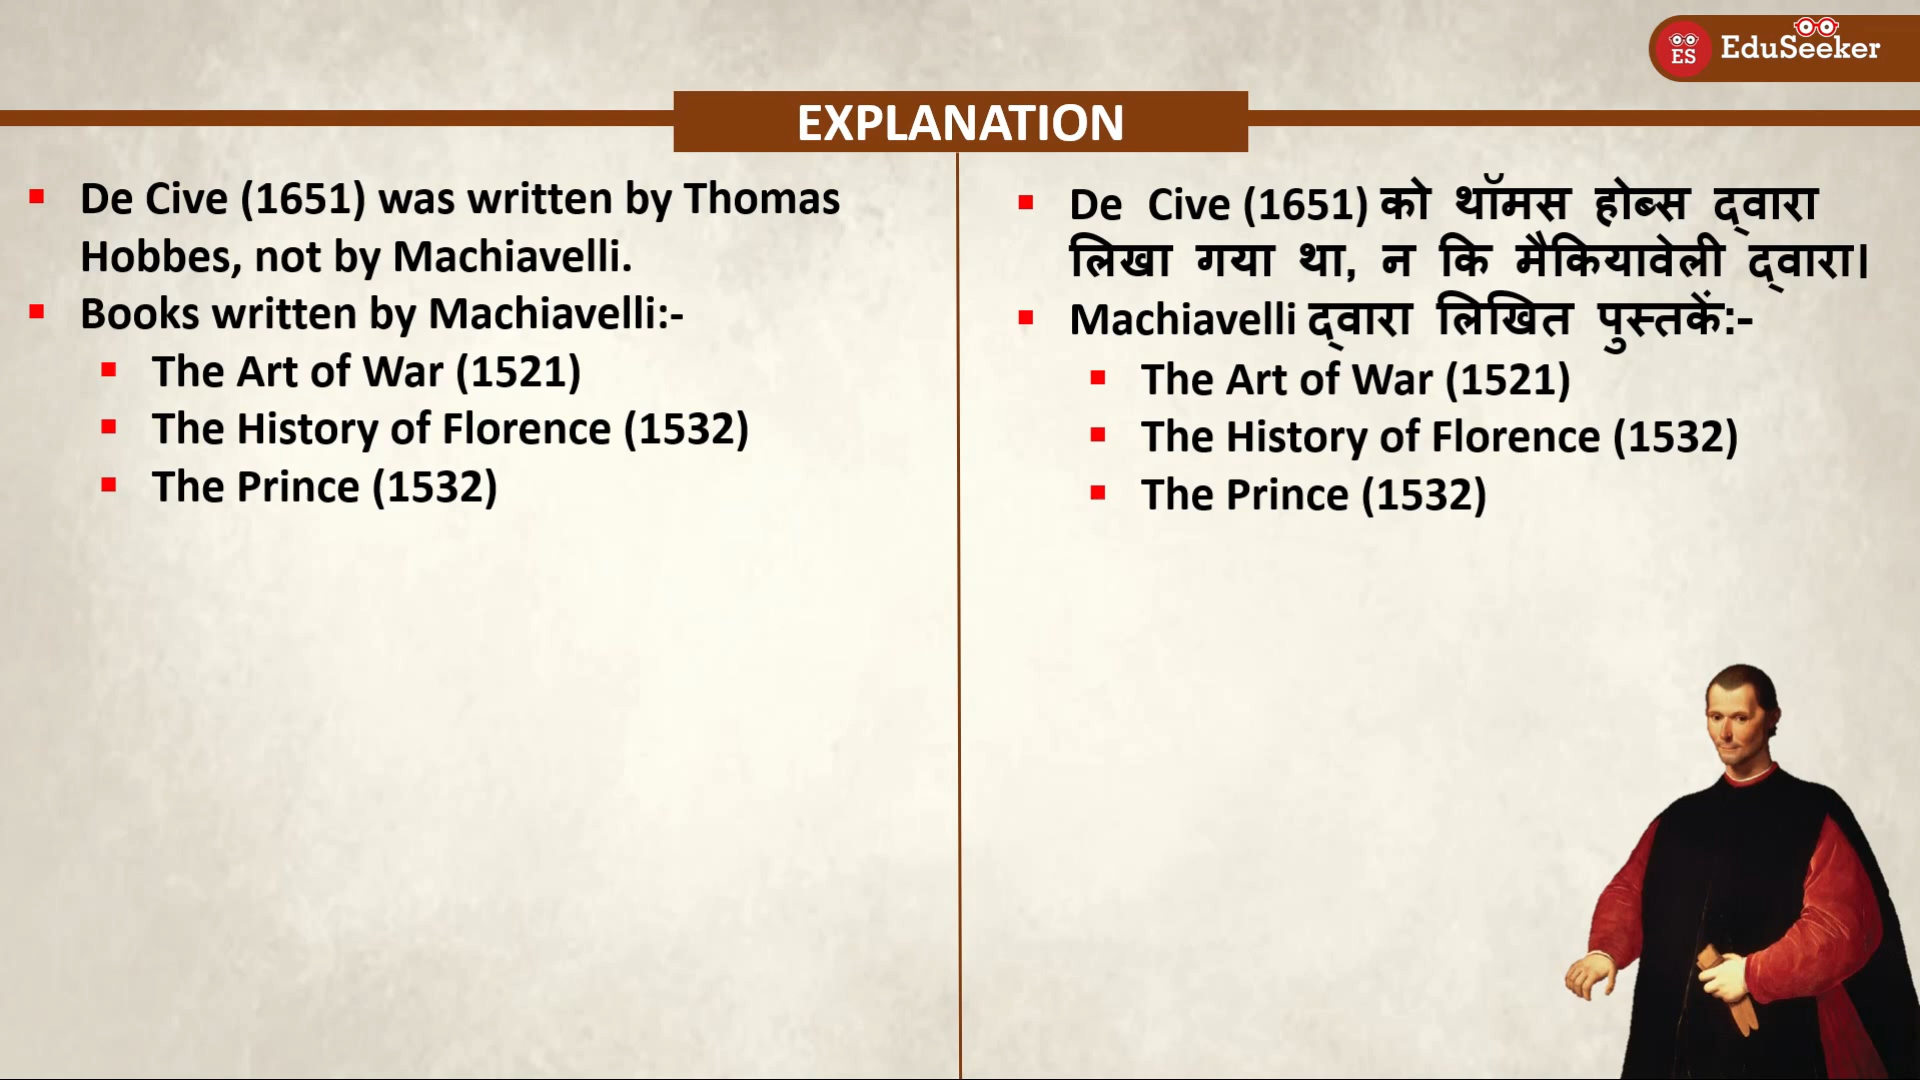 ES EduSeeker
EXPLANATION
De Cive (1651) was written by Thomas
Hobbes, not by Machiavelli.
Books written by Machiavelli:-
The Art of War (1521)
The History of Florence (1532)
The Prince (1532)
De Cive (1651) को थॉमस होब्स द्वारा
लिखा गया था, न कि मैकियावेली द्वारा।
Machiavelli द्वारा लिखित पुस्तकें:-
The Art of War (1521)
The History of Florence (1532)
The Prince (1532)